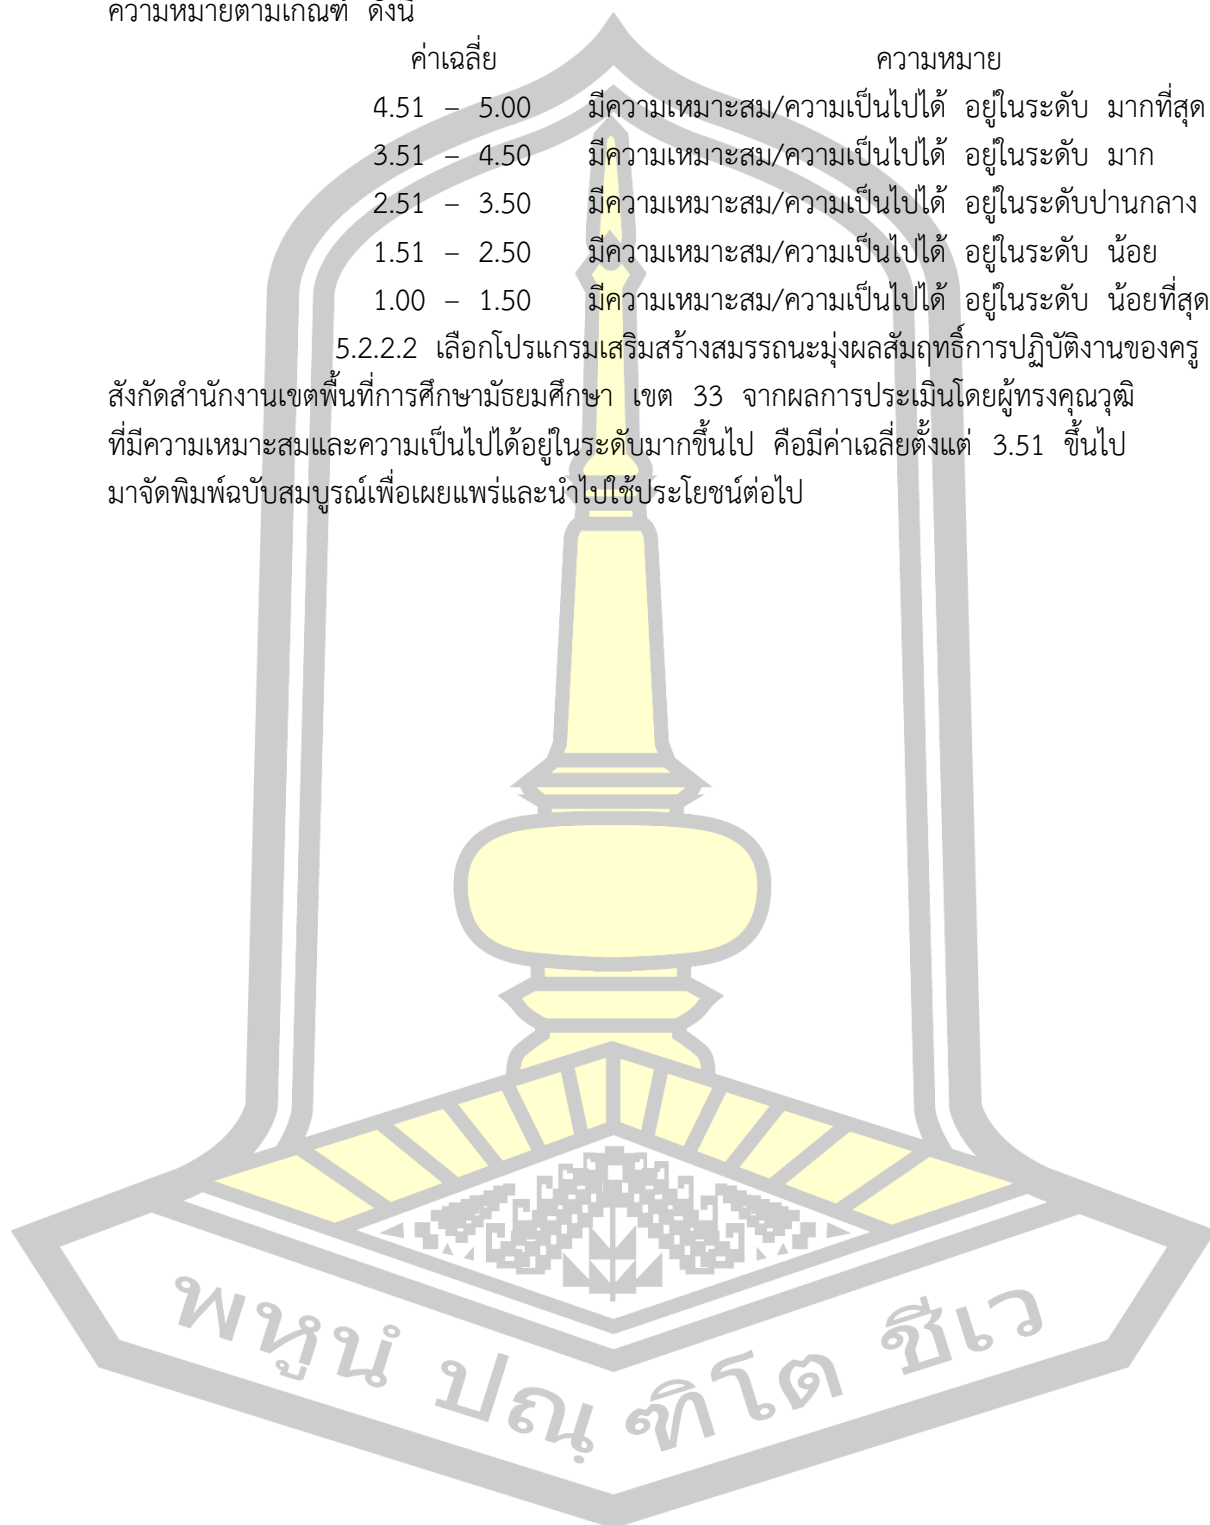 ความหมายตามเกณฑ์ ดังนี้
ค่าเฉลี่ย ความหมาย
4.51 – 5.00 มีความเหมาะสม/ความเป็นไปได้ อยู่ในระดับ มากที่สุด
3.51 – 4.50 มีความเหมาะสม/ความเป็นไปได้ อยู่ในระดับ มาก
2.51 – 3.50 มีความเหมาะสม/ความเป็นไปได้ อยู่ในระดับปานกลาง
1.51 – 2.50 มีความเหมาะสม/ความเป็นไปได้ อยู่ในระดับ น้อย
1.00 – 1.50 มีความเหมาะสม/ความเป็นไปได้ อยู่ในระดับ น้อยที่สุด
5.2.2.2 เลือกโปรแกรมเสริมสร้างสมรรถนะมุ่งผลสัมฤทธิ์การปฏิบัติงานของครู
สังกัดสำนักงานเขตพื้นที่การศึกษามัธยมศึกษา เขต 33 จากผลการประเมินโดยผู้ทรงคุณวุฒิ
ที่มีความเหมาะสมและความเป็นไปได้อยู่ในระดับมากขึ้นไป คือมีค่าเฉลี่ยตั้งแต่ 3.51 ขึ้นไป
มาจัดพิมพ์ฉบับสมบูรณ์เพื่อเผยแพร่และนำไปใช้ประโยชน์ต่อไป
พหูนํ ปณฺฑิโต ชีเว